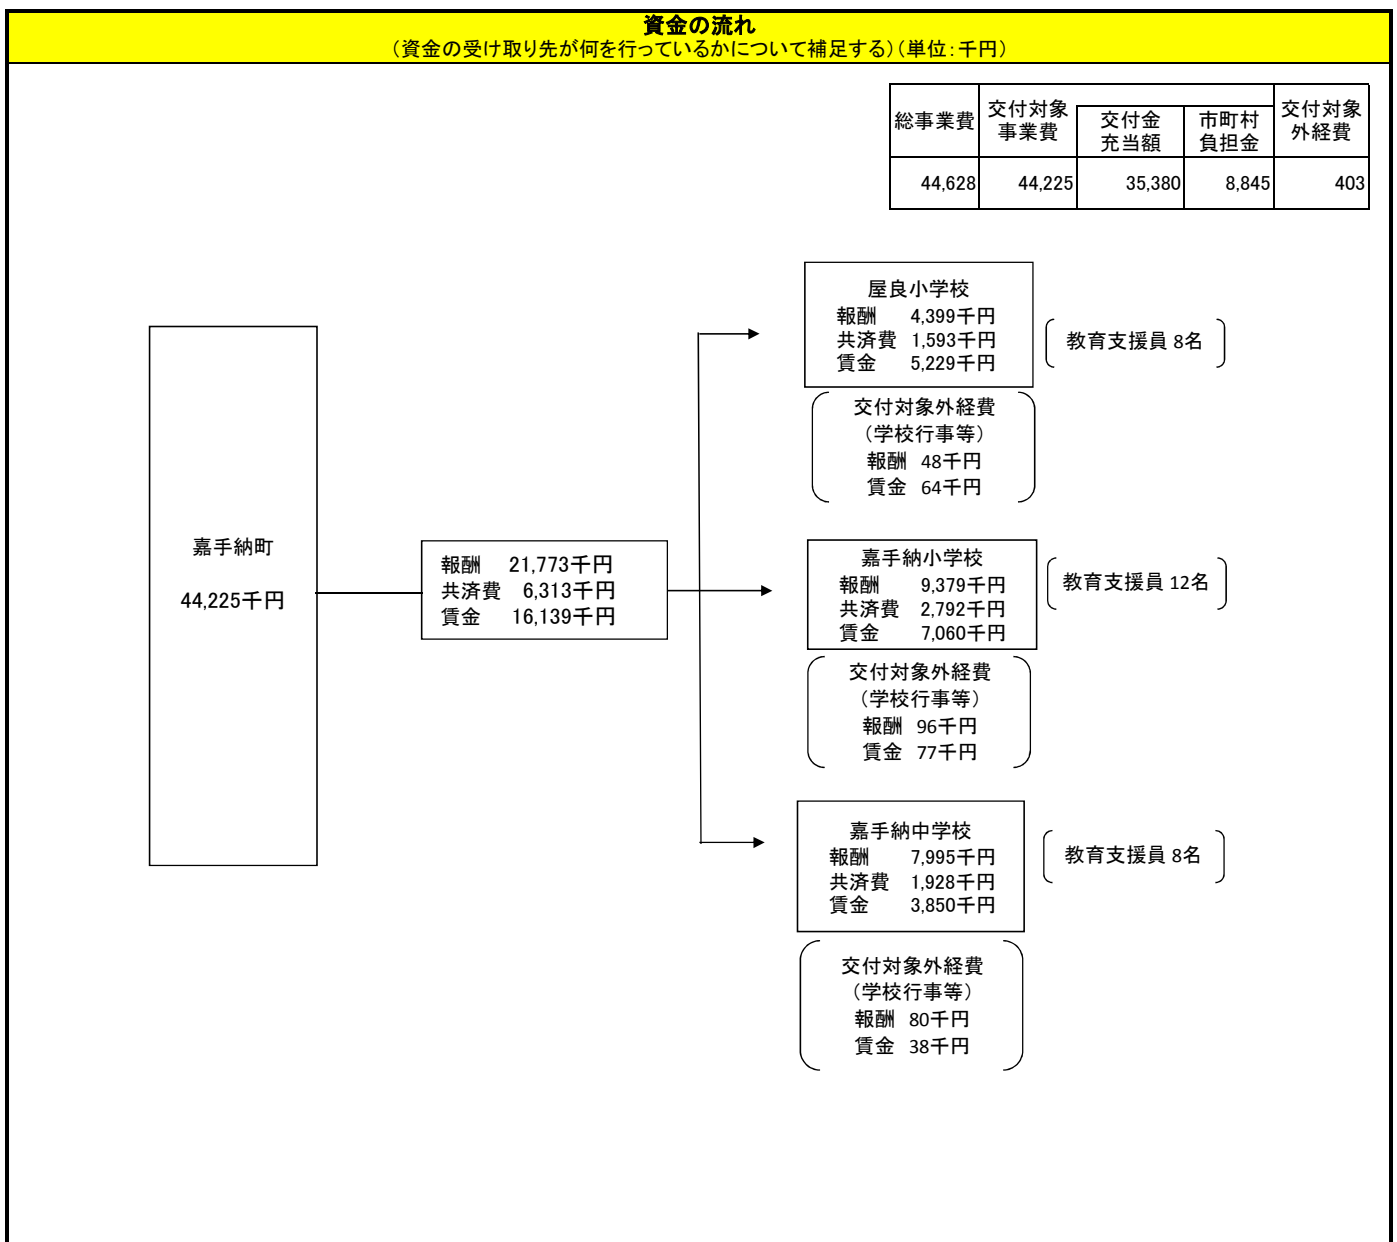 資金の流れ
（資金の受け取り先が何を行っているかについて補足する）（単位：千円）
総事業費 交付対象事業費 交付金充当額 市町村負担金 交付対象外経費
44,628 44,225 35,380 8,845 403
嘉手納町
44,225千円
報酬 21,773千円
共済費 6,313千円
賃金 16,139千円
屋良小学校
報酬 4,399千円
共済費 1,593千円
賃金 5,229千円
教育支援員 8名
交付対象外経費
（学校行事等）
報酬 48千円
賃金 64千円
嘉手納小学校
報酬 9,379千円
共済費 2,792千円
賃金 7,060千円
教育支援員 12名
交付対象外経費
（学校行事等）
報酬 96千円
賃金 77千円
嘉手納中学校
報酬 7,995千円
共済費 1,928千円
賃金 3,850千円
教育支援員 8名
交付対象外経費
（学校行事等）
報酬 80千円
賃金 38千円